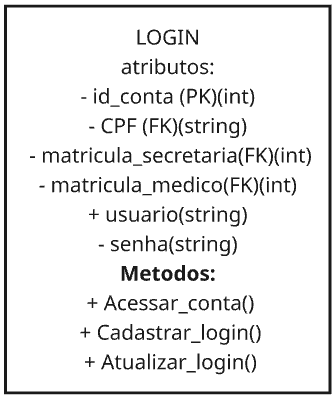 LOGIN
atributos:
- id_conta (PK)(int)
- CPF (FK)(string)
- matricula_secretaria(FK)(int)
- matricula_medico(FK)(int)
+ usuario(string)
- senha(string)
Metodos:
+ Acessar_conta()
+ Cadastrar_login()
+ Atualizar_login()